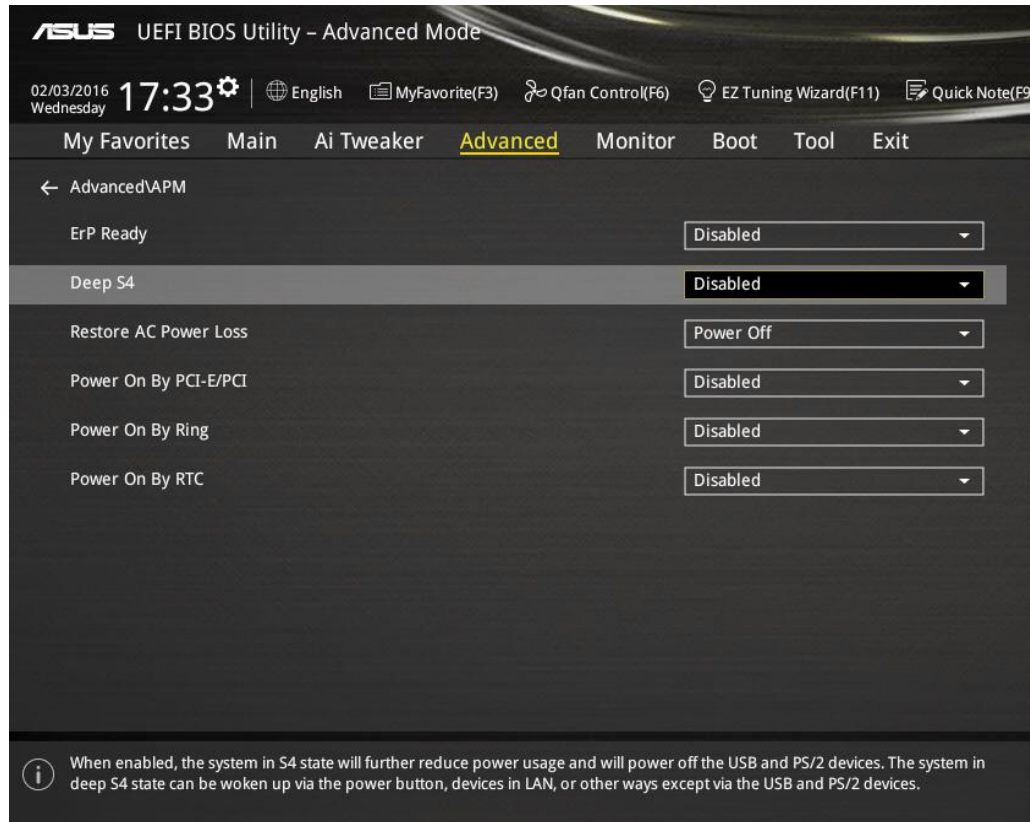 ASUS UEFI BIOS Utility – Advanced Mode
02/03/2016
Wednesday
17:33
English MyFavorite(F3) Qfan Control(F6) EZ Tuning Wizard(F11) Quick Note(F9
My Favorites Main Ai Tweaker Advanced Monitor Boot Tool Exit
← Advanced\APM
ErP Ready Disabled
Deep S4 Disabled
Restore AC Power Loss Power Off
Power On By PCI-E/PCI Disabled
Power On By Ring Disabled
Power On By RTC Disabled
When enabled, the system in S4 state will further reduce power usage and will power off the USB and PS/2 devices. The system in
deep S4 state can be woken up via the power button, devices in LAN, or other ways except via the USB and PS/2 devices.